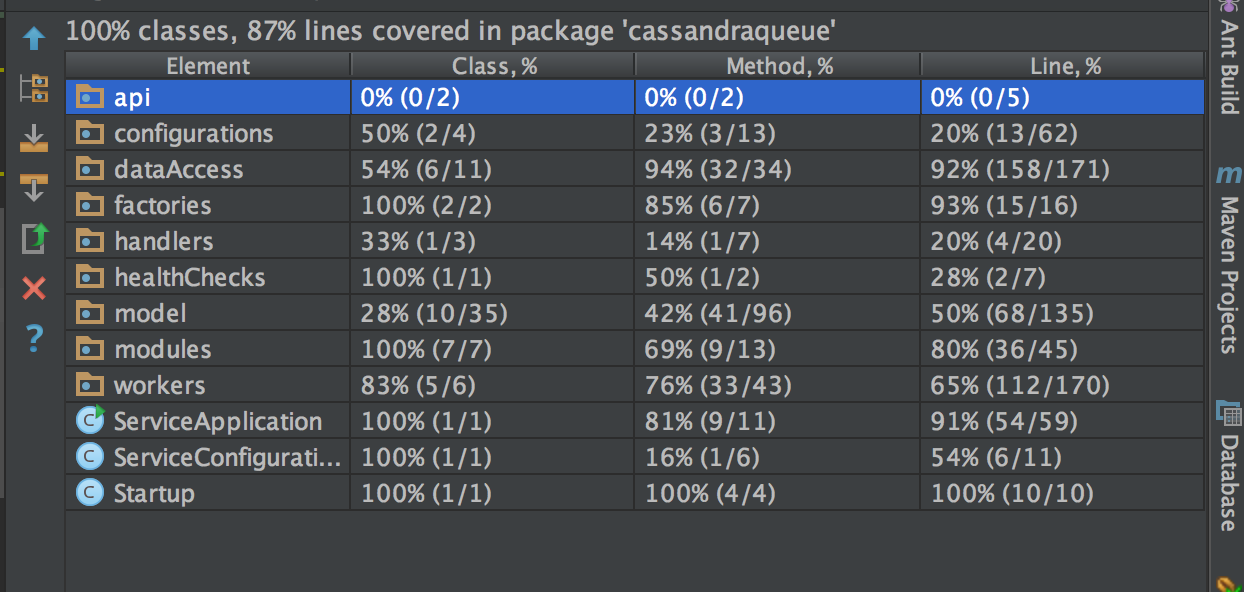 100% classes, 87% lines covered in package 'cassandraqueue'
Element Class, % Method, % Line, %
api 0% (0/2) 0% (0/2) 0% (0/5)
configurations 50% (2/4) 23% (3/13) 20% (13/62)
dataAccess 54% (6/11) 94% (32/34) 92% (158/171)
factories 100% (2/2) 85% (6/7) 93% (15/16)
handlers 33% (1/3) 14% (1/7) 20% (4/20)
healthChecks 100% (1/1) 50% (1/2) 28% (2/7)
model 28% (10/35) 42% (41/96) 50% (68/135)
modules 100% (7/7) 69% (9/13) 80% (36/45)
workers 83% (5/6) 76% (33/43) 65% (112/170)
C ServiceApplication 100% (1/1) 81% (9/11) 91% (54/59)
C ServiceConfigurati... 100% (1/1) 16% (1/6) 54% (6/11)
C Startup 100% (1/1) 100% (4/4) 100% (10/10)
?
Ant Build
m Maven Projects
Database